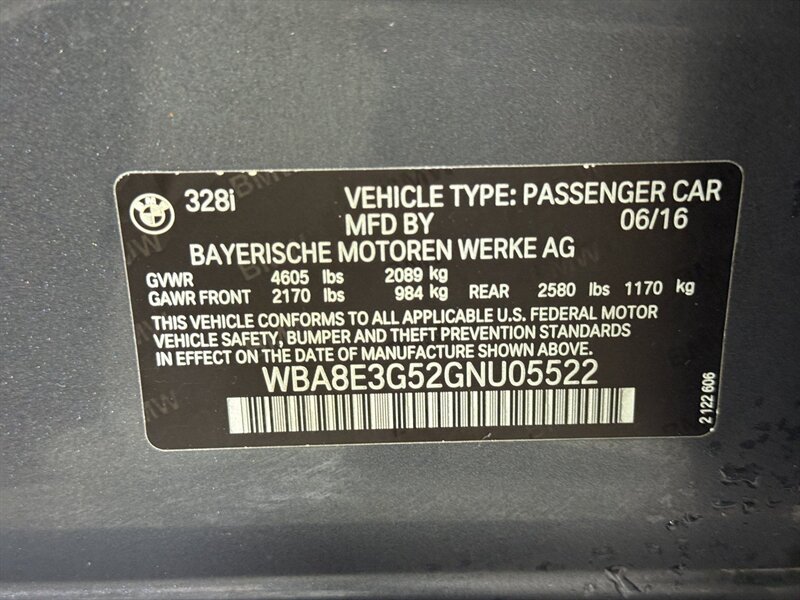 328i VEHICLE TYPE: PASSENGER CAR
MFD BY 06/16
BAYERISCHE MOTOREN WERKE AG
GVWR 4605 lbs 2089 kg
GAWR FRONT 2170 lbs 984 kg REAR 2580 lbs 1170 kg
THIS VEHICLE CONFORMS TO ALL APPLICABLE U.S. FEDERAL MOTOR
VEHICLE SAFETY, BUMPER AND THEFT PREVENTION STANDARDS
IN EFFECT ON THE DATE OF MANUFACTURE SHOWN ABOVE.
WBA8E3G52GNU05522
2 122 606